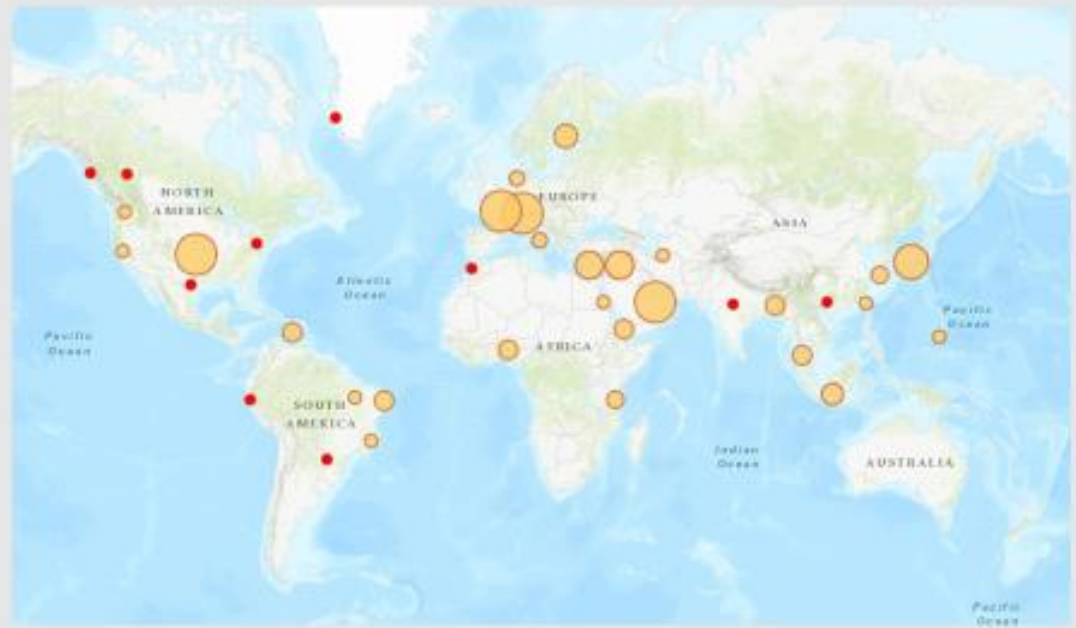 NORTH
AMERICA
EUROPE
ASIA
Atlantic
Ocean
Pacific
Ocean
Pacific
Ocean
AFRICA
SOUTH
AMERICA
Indian
Ocean
AUSTRALIA
Pacific
Ocean